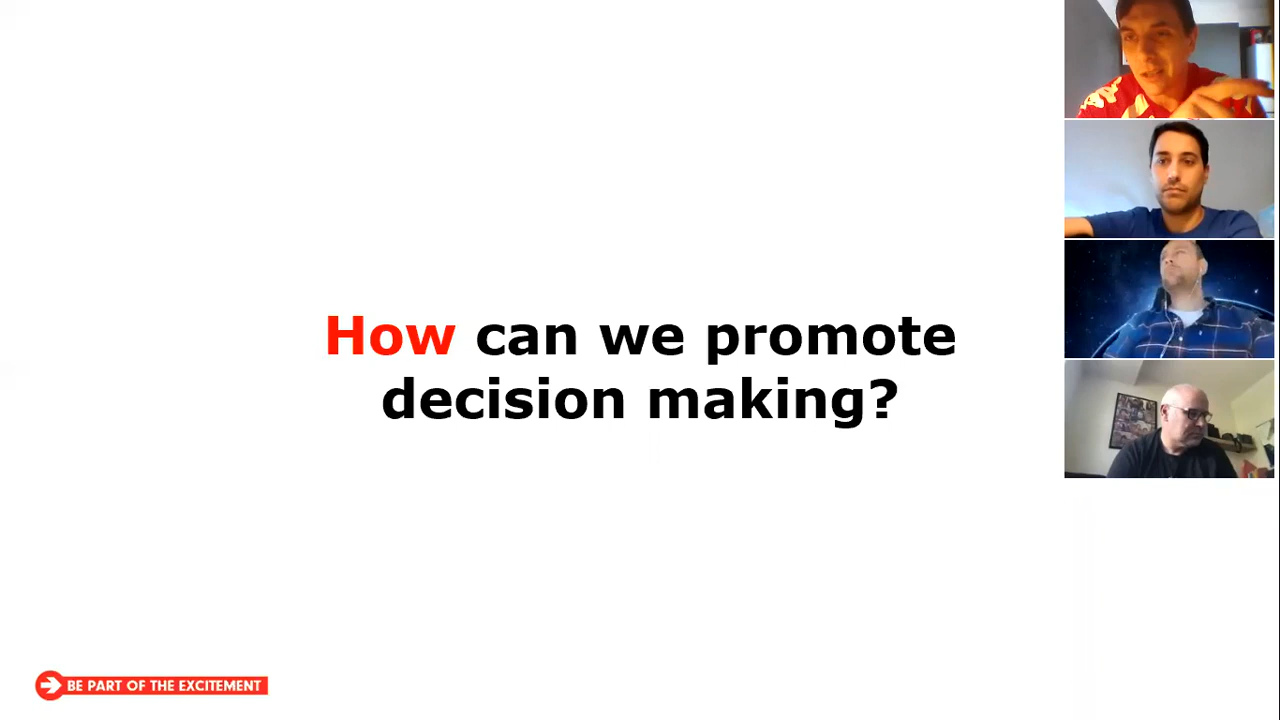 How can we promote
decision making?
BE PART OF THE EXCITEMENT